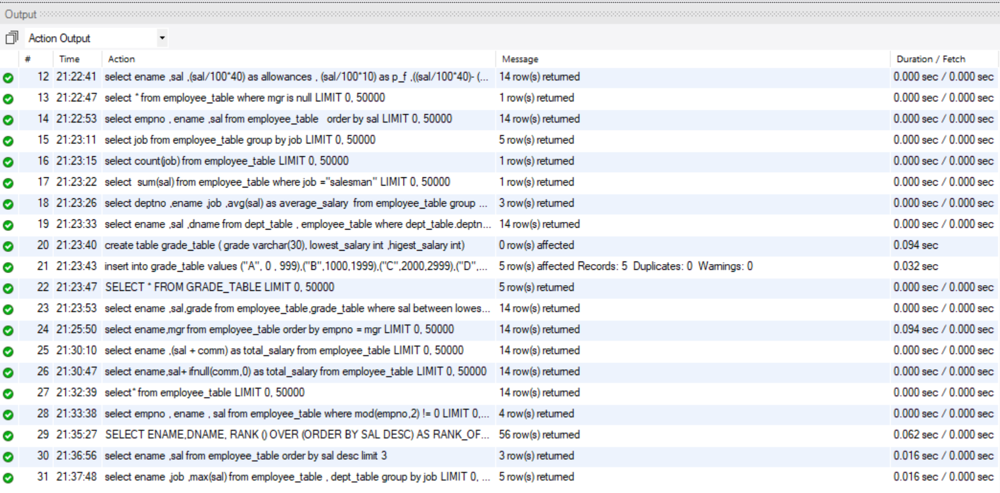 Output
Action Output
# Time Action Message Duration / Fetch
12 21:22:41 select ename ,sal ,(sal/100*40) as allowances , (sal/100*10) as p_f ,((sal/100*40)- (... 14 row(s) returned 0.000 sec / 0.000 sec
13 21:22:47 select * from employee_table where mgr is null LIMIT 0, 50000 1 row(s) returned 0.000 sec / 0.000 sec
14 21:22:53 select empno , ename ,sal from employee_table order by sal LIMIT 0, 50000 14 row(s) returned 0.000 sec / 0.000 sec
15 21:23:11 select job from employee_table group by job LIMIT 0, 50000 5 row(s) returned 0.000 sec / 0.000 sec
16 21:23:15 select count(job) from employee_table LIMIT 0, 50000 1 row(s) returned 0.000 sec / 0.000 sec
17 21:23:22 select sum(sal) from employee_table where job ="salesman" LIMIT 0, 50000 1 row(s) returned 0.000 sec / 0.000 sec
18 21:23:26 select deptno ,ename ,job ,avg(sal) as average_salary from employee_table group ... 3 row(s) returned 0.000 sec / 0.000 sec
19 21:23:33 select ename ,sal ,dname from dept_table , employee_table where dept_table.deptn... 14 row(s) returned 0.000 sec / 0.000 sec
20 21:23:40 create table grade_table ( grade varchar(30), lowest_salary int ,higest_salary int) 0 row(s) affected 0.094 sec
21 21:23:43 insert into grade_table values ("A", 0 , 999),("B",1000,1999),("C",2000,2999),("D",... 5 row(s) affected Records: 5 Duplicates: 0 Warnings: 0 0.032 sec
22 21:23:47 SELECT * FROM GRADE_TABLE LIMIT 0, 50000 5 row(s) returned 0.000 sec / 0.000 sec
23 21:23:53 select ename ,sal,grade from employee_table,grade_table where sal between lowes... 14 row(s) returned 0.000 sec / 0.000 sec
24 21:25:50 select ename,mgr from employee_table order by empno = mgr LIMIT 0, 50000 14 row(s) returned 0.094 sec / 0.000 sec
25 21:30:10 select ename ,(sal + comm) as total_salary from employee_table LIMIT 0, 50000 14 row(s) returned 0.000 sec / 0.000 sec
26 21:30:47 select ename,sal+ ifnull(comm,0) as total_salary from employee_table LIMIT 0, 50000 14 row(s) returned 0.000 sec / 0.000 sec
27 21:32:39 select* from employee_table LIMIT 0, 50000 14 row(s) returned 0.000 sec / 0.000 sec
28 21:33:38 select empno , ename , sal from employee_table where mod(empno,2) != 0 LIMIT 0,... 4 row(s) returned 0.000 sec / 0.000 sec
29 21:35:27 SELECT ENAME,DNAME, RANK () OVER (ORDER BY SAL DESC) AS RANK_OF... 56 row(s) returned 0.062 sec / 0.000 sec
30 21:36:56 select ename ,sal from employee_table order by sal desc limit 3 3 row(s) returned 0.016 sec / 0.000 sec
31 21:37:48 select ename ,job ,max(sal) from employee_table , dept_table group by job LIMIT 0, ... 5 row(s) returned 0.016 sec / 0.000 sec